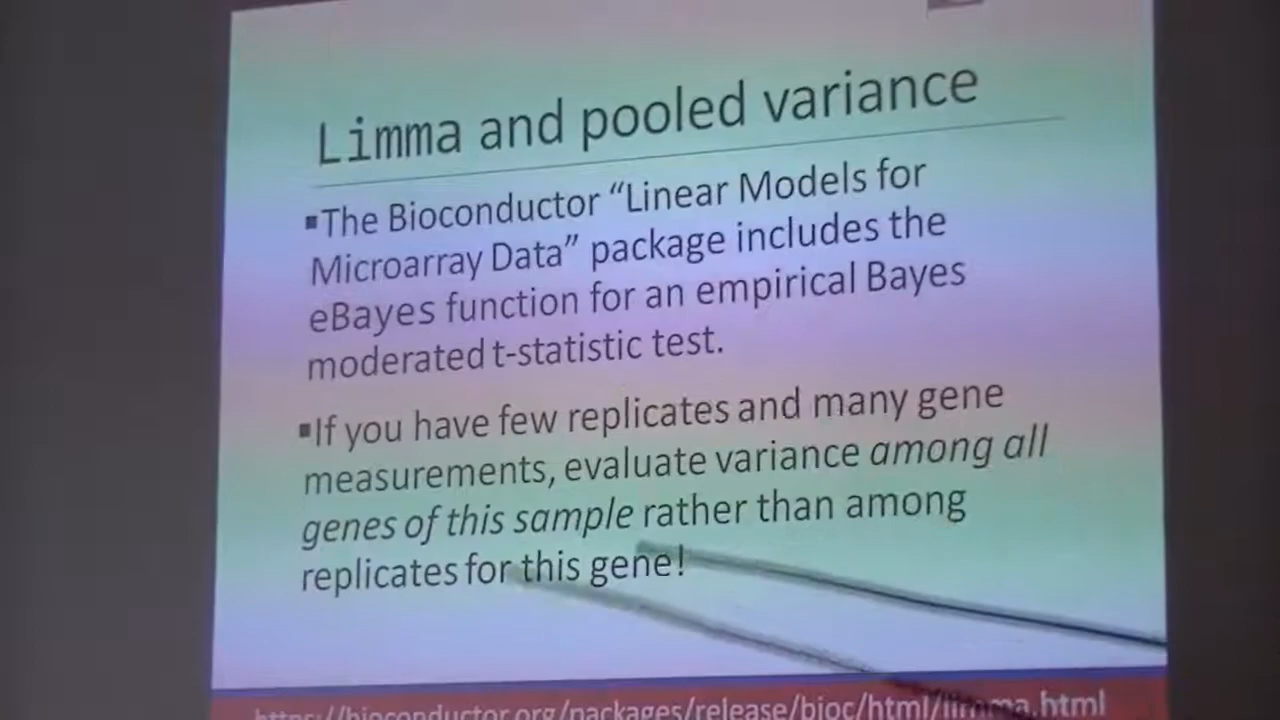 Limma and pooled variance
▪The Bioconductor “Linear Models for
Microarray Data” package includes the
eBayes function for an empirical Bayes
moderated t-statistic test.
▪If you have few replicates and many gene
measurements, evaluate variance among all
genes of this sample rather than among
replicates for this gene!
https://bioconductor.org/packages/release/bioc/html/limma.html